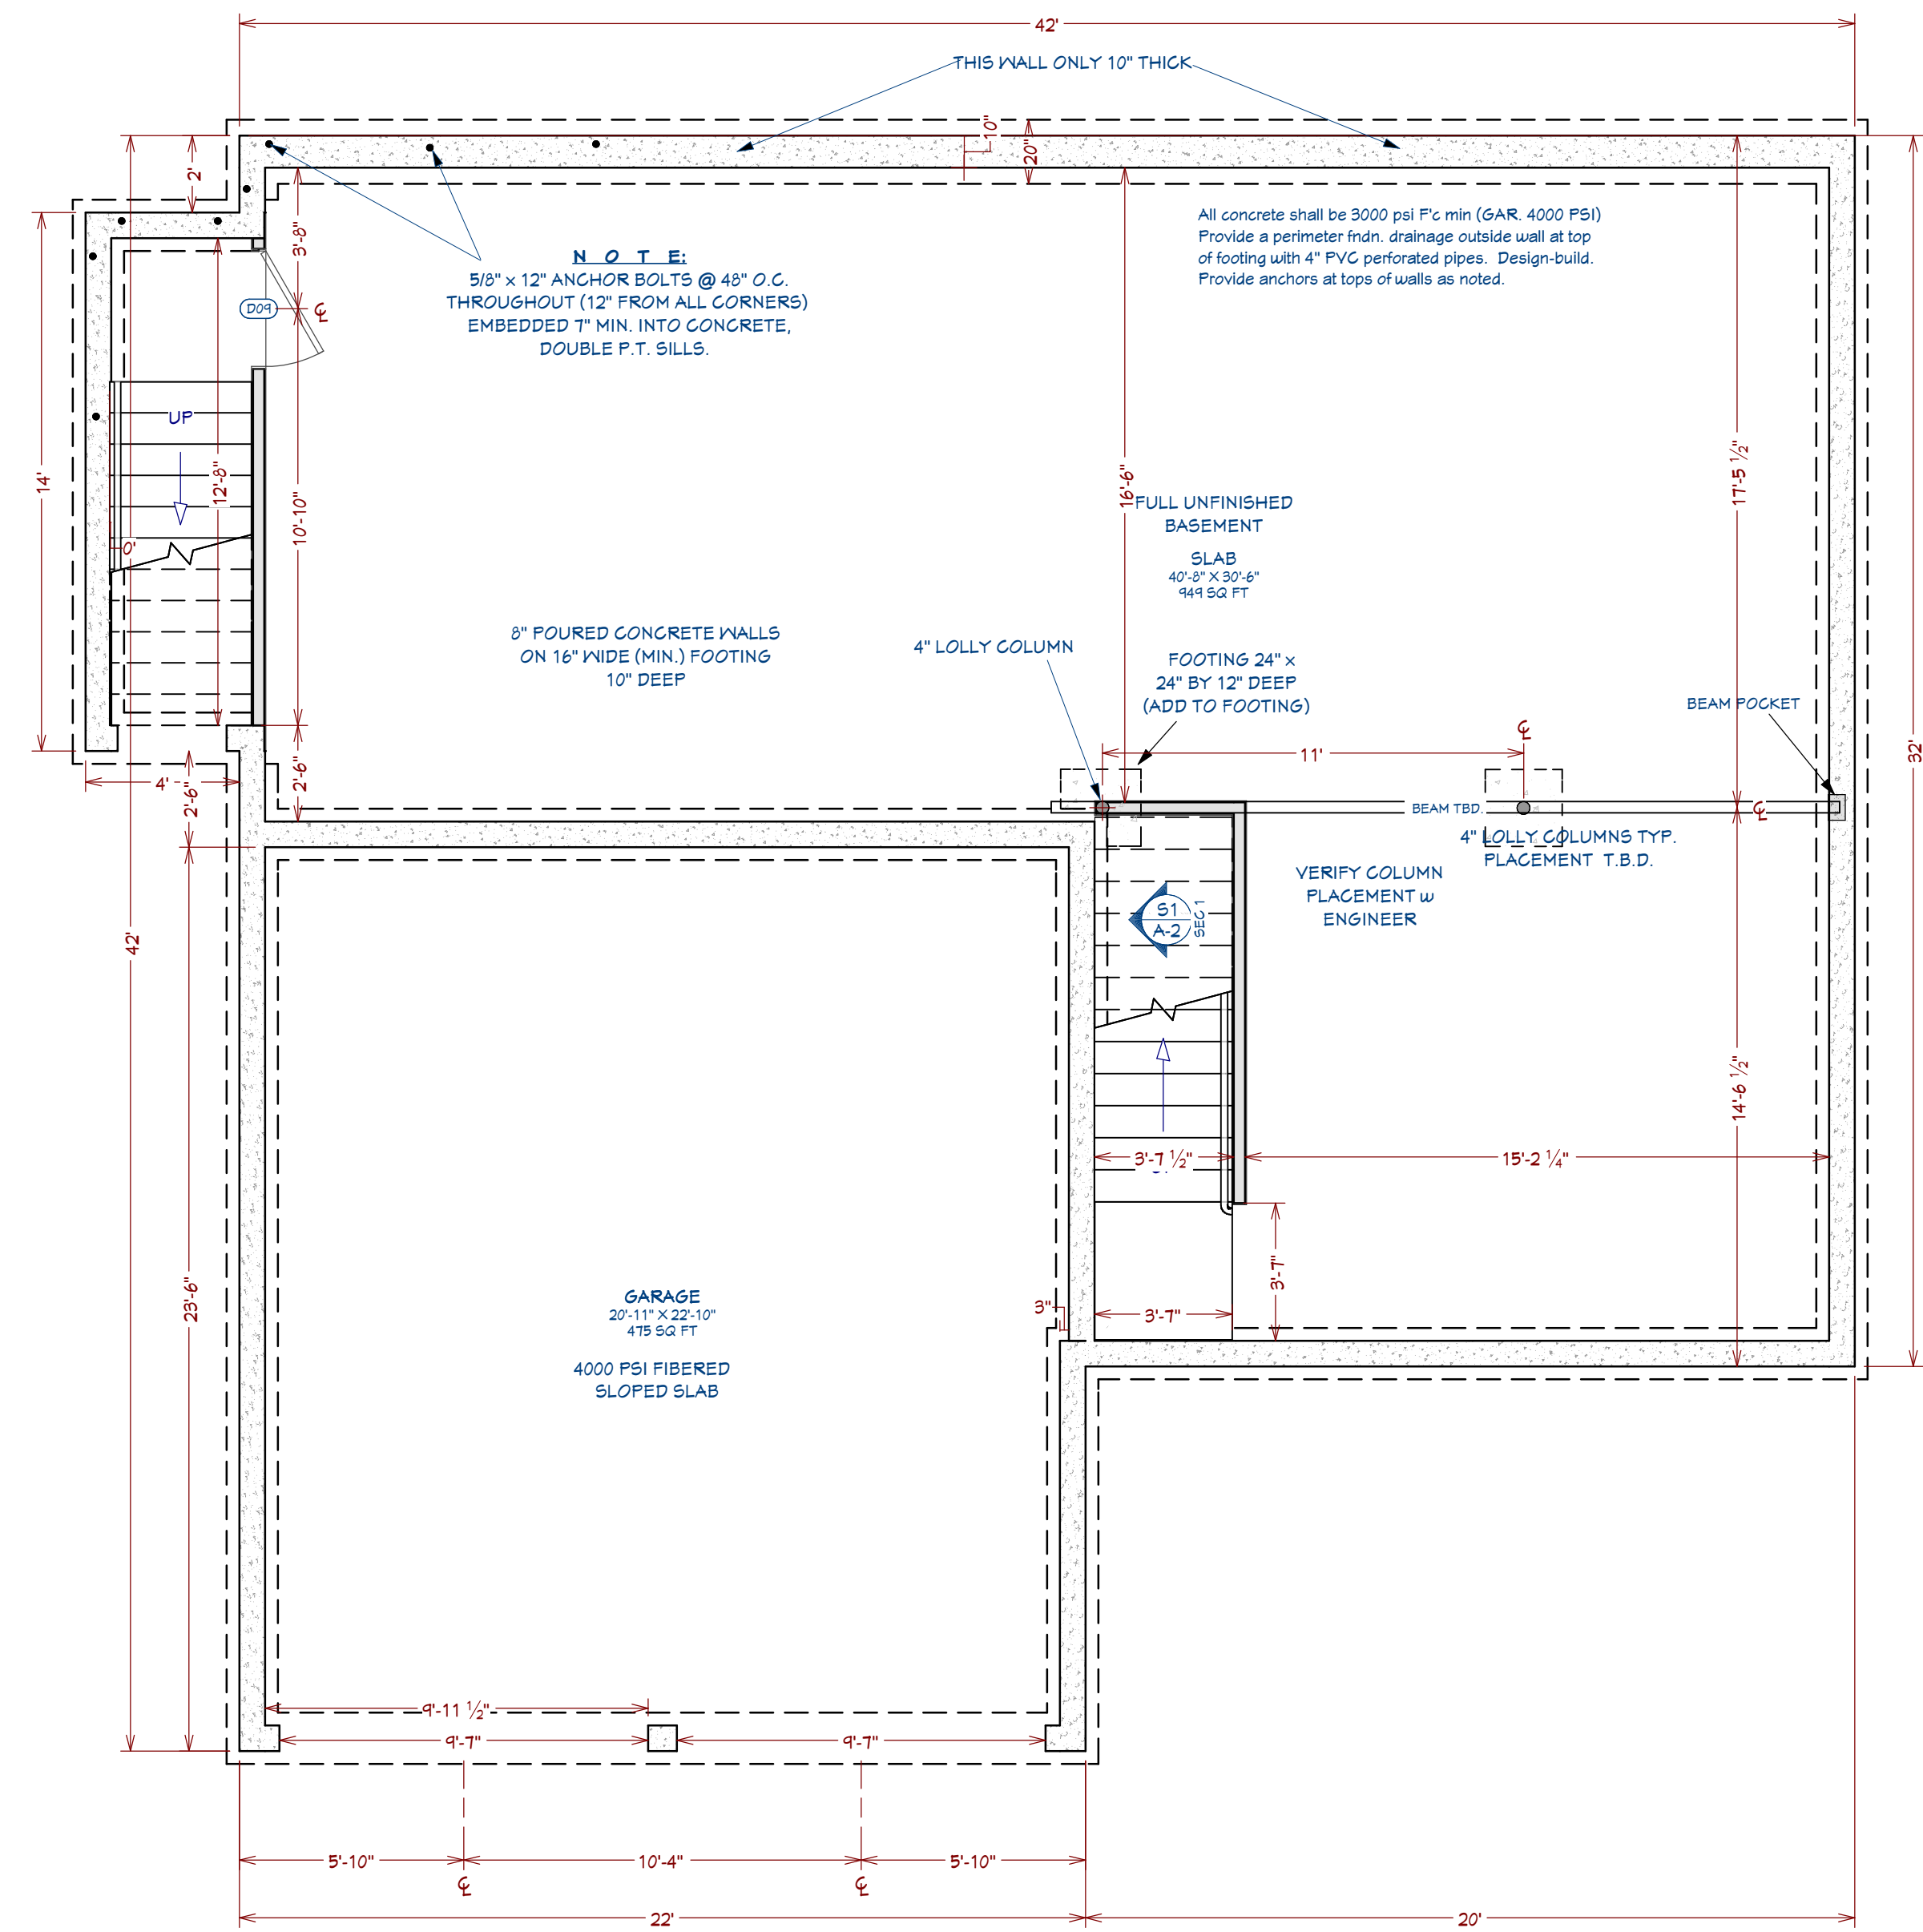 42'
THIS WALL ONLY 10" THICK
10"
20"
2'
3'-8"
All concrete shall be 3000 psi F'c min (GAR. 4000 PSI)
Provide a perimeter fndn. drainage outside wall at top
of footing with 4" PVC perforated pipes. Design-build.
Provide anchors at tops of walls as noted.
N O T E:
5/8" x 12" ANCHOR BOLTS @ 48" O.C.
THROUGHOUT (12" FROM ALL CORNERS)
EMBEDDED 7" MIN. INTO CONCRETE,
DOUBLE P.T. SILLS.
D09
℄
UP
14'
12'-8"
10'-10"
16'-6"
17'-5 1/2"
FULL UNFINISHED
BASEMENT
SLAB
40'-8" X 30'-6"
949 SQ FT
0'
8" POURED CONCRETE WALLS
ON 16" WIDE (MIN.) FOOTING
10" DEEP
4" LOLLY COLUMN
FOOTING 24" x
24" BY 12" DEEP
(ADD TO FOOTING)
BEAM POCKET
℄
11'
32'
4'
2'-6"
2'-6"
BEAM TBD.
℄
4" LOLLY COLUMNS TYP.
PLACEMENT T.B.D.
VERIFY COLUMN
PLACEMENT w
ENGINEER
S1
A-2
SEC 1
42'
14'-6 1/2"
3'-7 1/2"
15'-2 1/4"
23'-6"
3'-7"
3'-7"
3"
GARAGE
20'-11" X 22'-10"
475 SQ FT
4000 PSI FIBERED
SLOPED SLAB
9'-11 1/2"
9'-7"
9'-7"
5'-10"
10'-4"
5'-10"
℄
℄
22'
20'